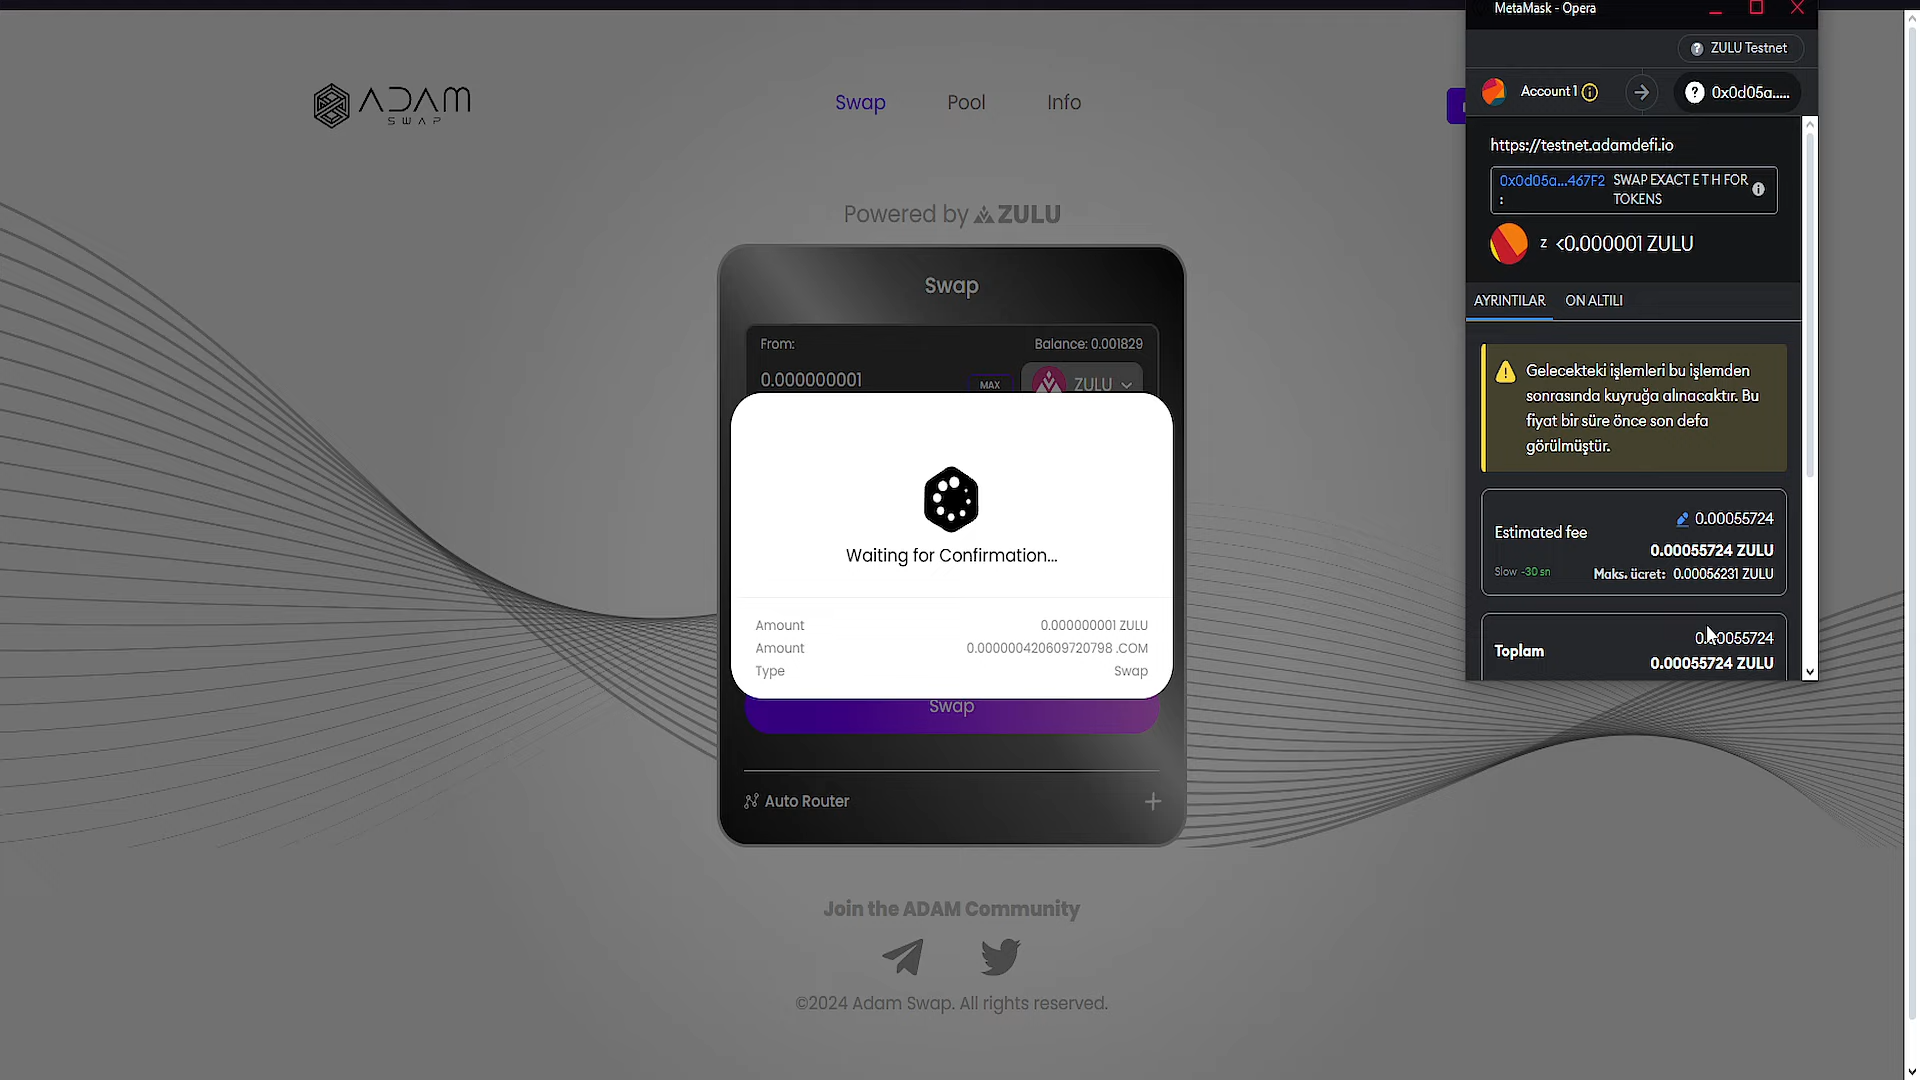 MetaMask - Opera
ZULU Testnet
Account 1
0x0d05a.....
ADAM
SWAP
Swap
Pool
Info
https://testnet.adamdefi.io
0x0d05a...467F2
:
SWAP EXACT E T H FOR
TOKENS
z <0.000001 ZULU
AYRINTILAR
ON ALTILI
Gelecekteki işlemleri bu işlemden
sonrasında kuyruğa alınacaktır. Bu
fiyat bir süre önce son defa
görülmüştür.
Estimated fee
0.00055724
0.00055724 ZULU
Slow ~30 sn
Maks. ücret: 0.00056231 ZULU
Toplam
0.00055724
0.00055724 ZULU
Powered by ZULU
Swap
From:
Balance: 0.001829
0.000000001
MAX
ZULU
Waiting for Confirmation...
Amount
0.000000001 ZULU
Amount
0.000000420609720798 .COM
Type
Swap
Swap
Auto Router
Join the ADAM Community
©2024 Adam Swap. All rights reserved.